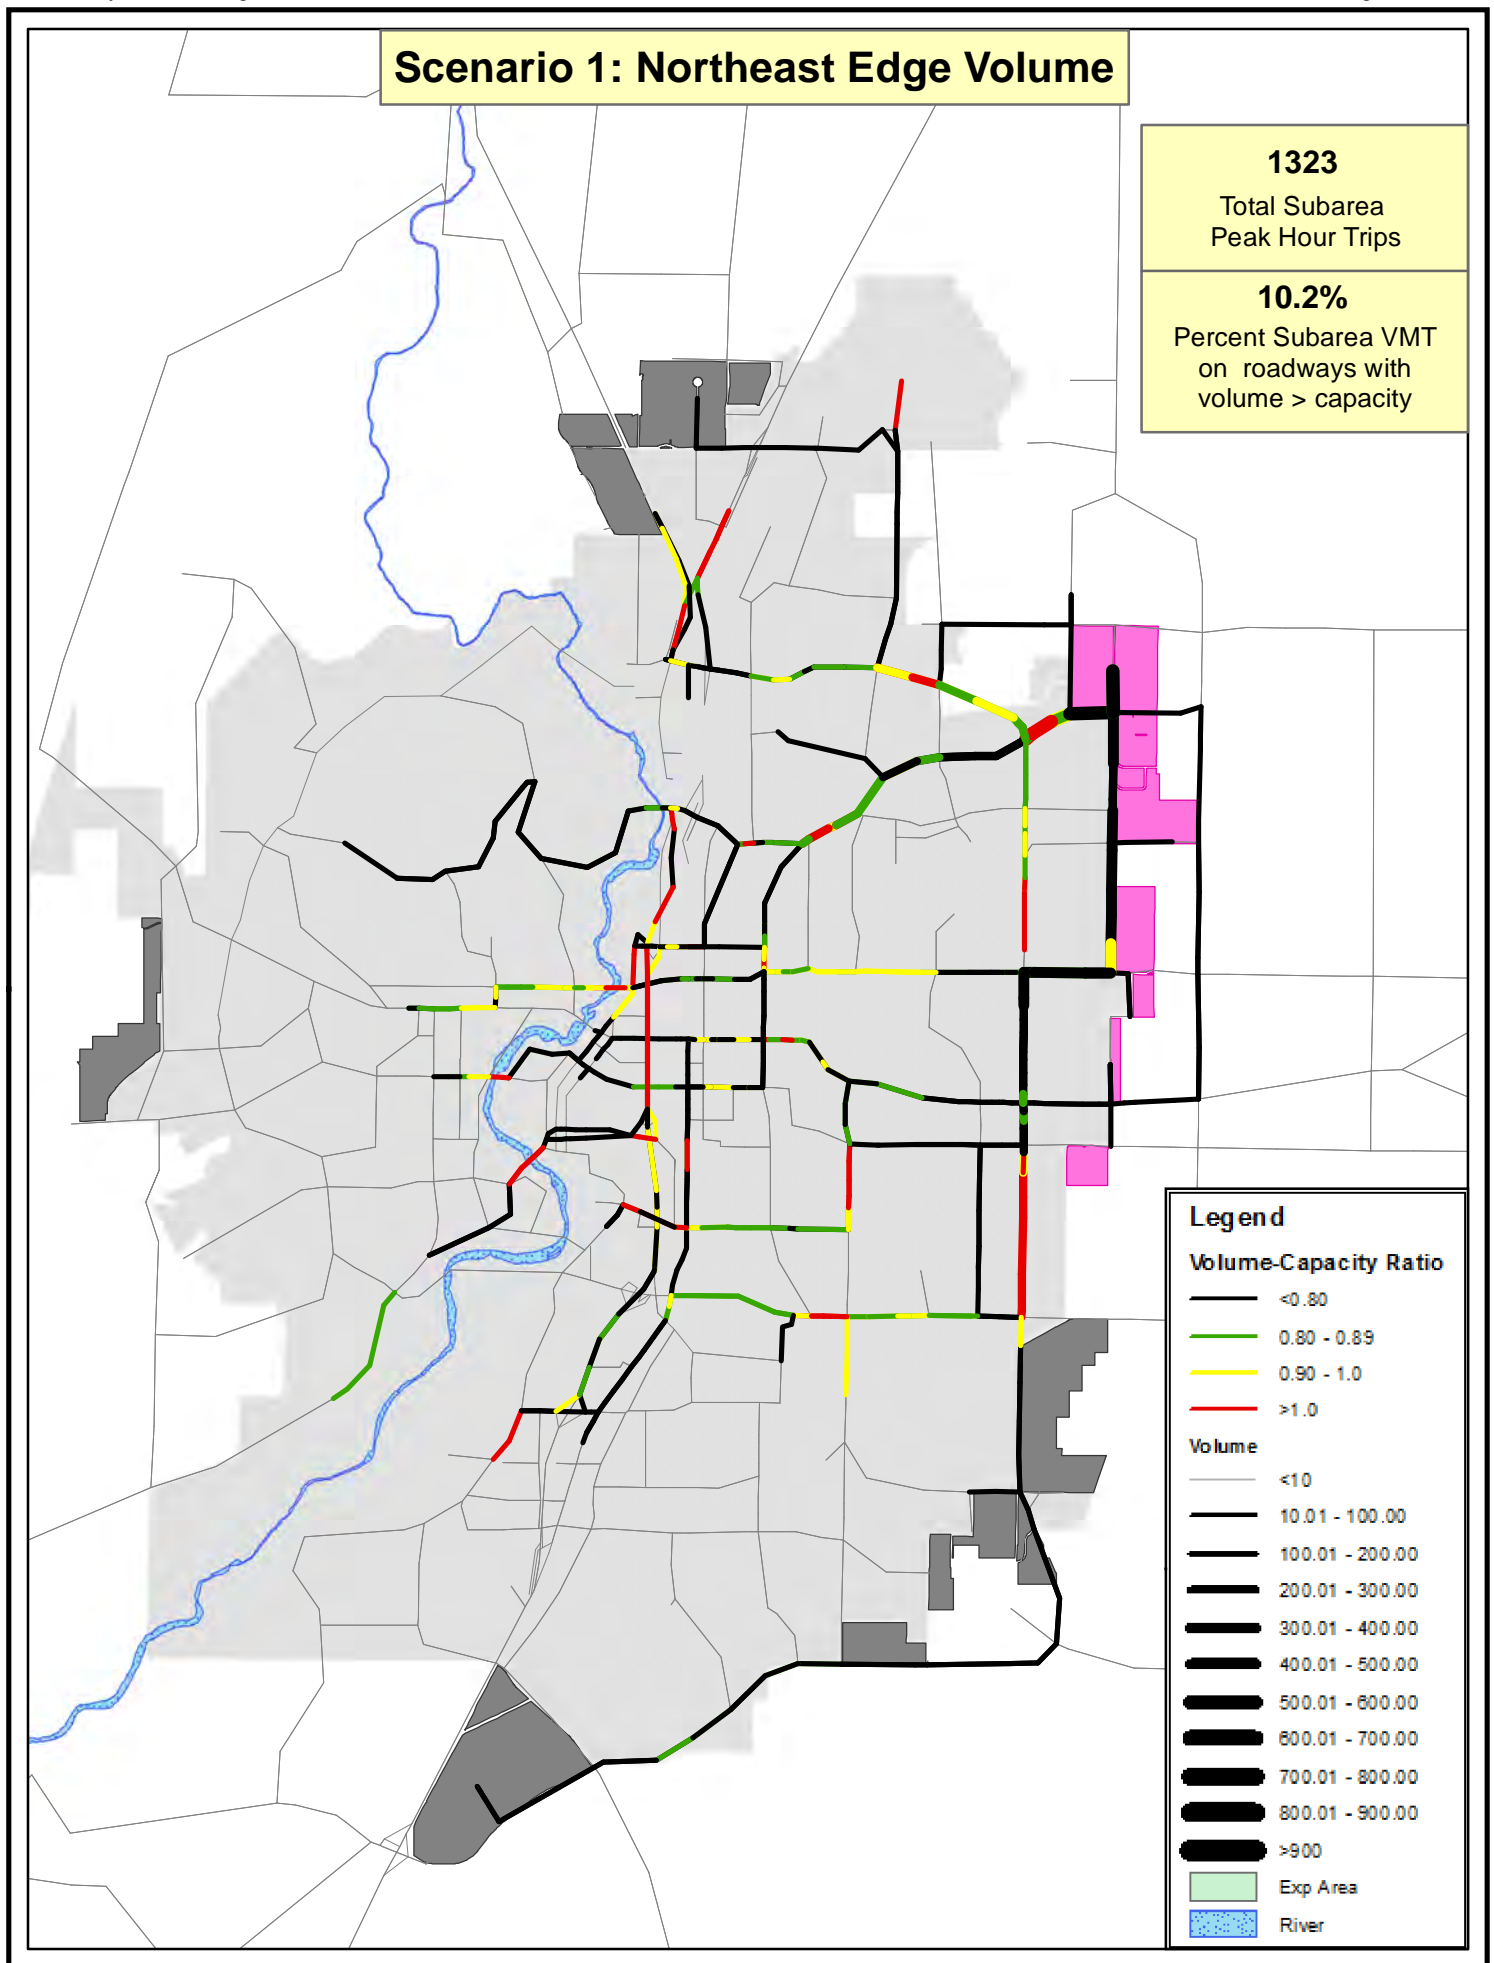 Scenario 1: Northeast Edge Volume
1323
Total Subarea
Peak Hour Trips
10.2%
Percent Subarea VMT
on roadways with
volume > capacity
Legend
Volume-Capacity Ratio
<0.80
0.80 - 0.89
0.90 - 1.0
>1.0
Volume
<10
10.01 - 100.00
100.01 - 200.00
200.01 - 300.00
300.01 - 400.00
400.01 - 500.00
500.01 - 600.00
600.01 - 700.00
700.01 - 800.00
800.01 - 900.00
>900
Exp Area
River